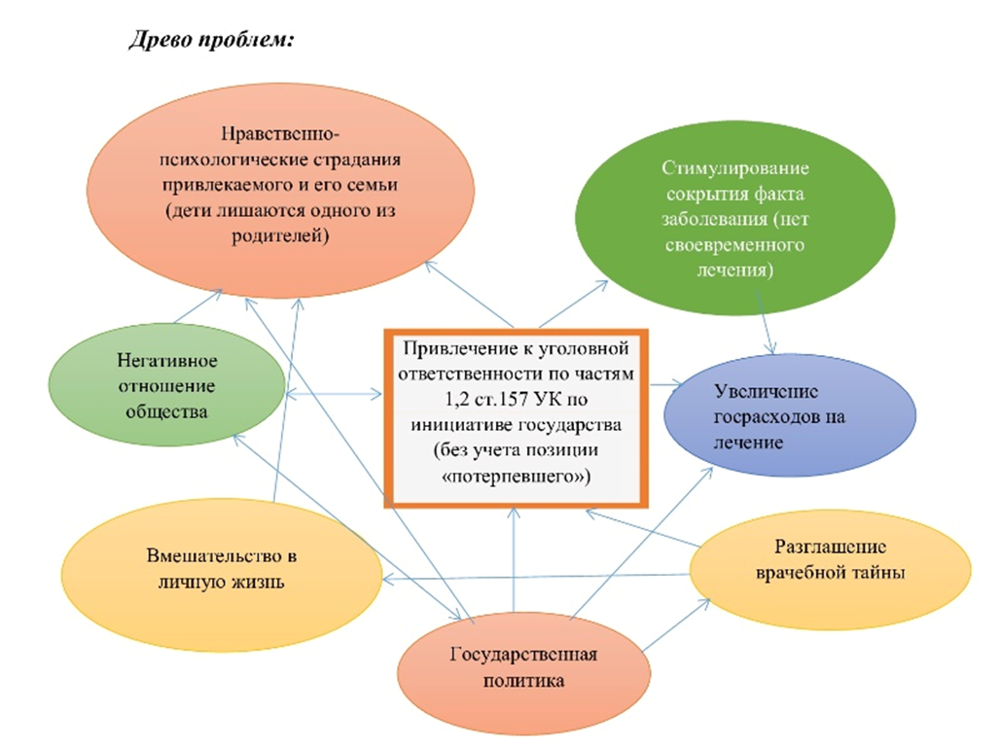 Древо проблем:
Нравственно-
психологические страдания
привлекаемого и его семьи
(дети лишаются одного из
родителей)
Стимулирование
сокрытия факта
заболевания (нет
своевременного
лечения)
Негативное
отношение
общества
Привлечение к уголовной
ответственности по частям
1,2 ст.157 УК по
инициативе государства
(без учета позиции
«потерпевшего»)
Увеличение
госрасходов на
лечение
Вмешательство в
личную жизнь
Разглашение
врачебной тайны
Государственная
политика